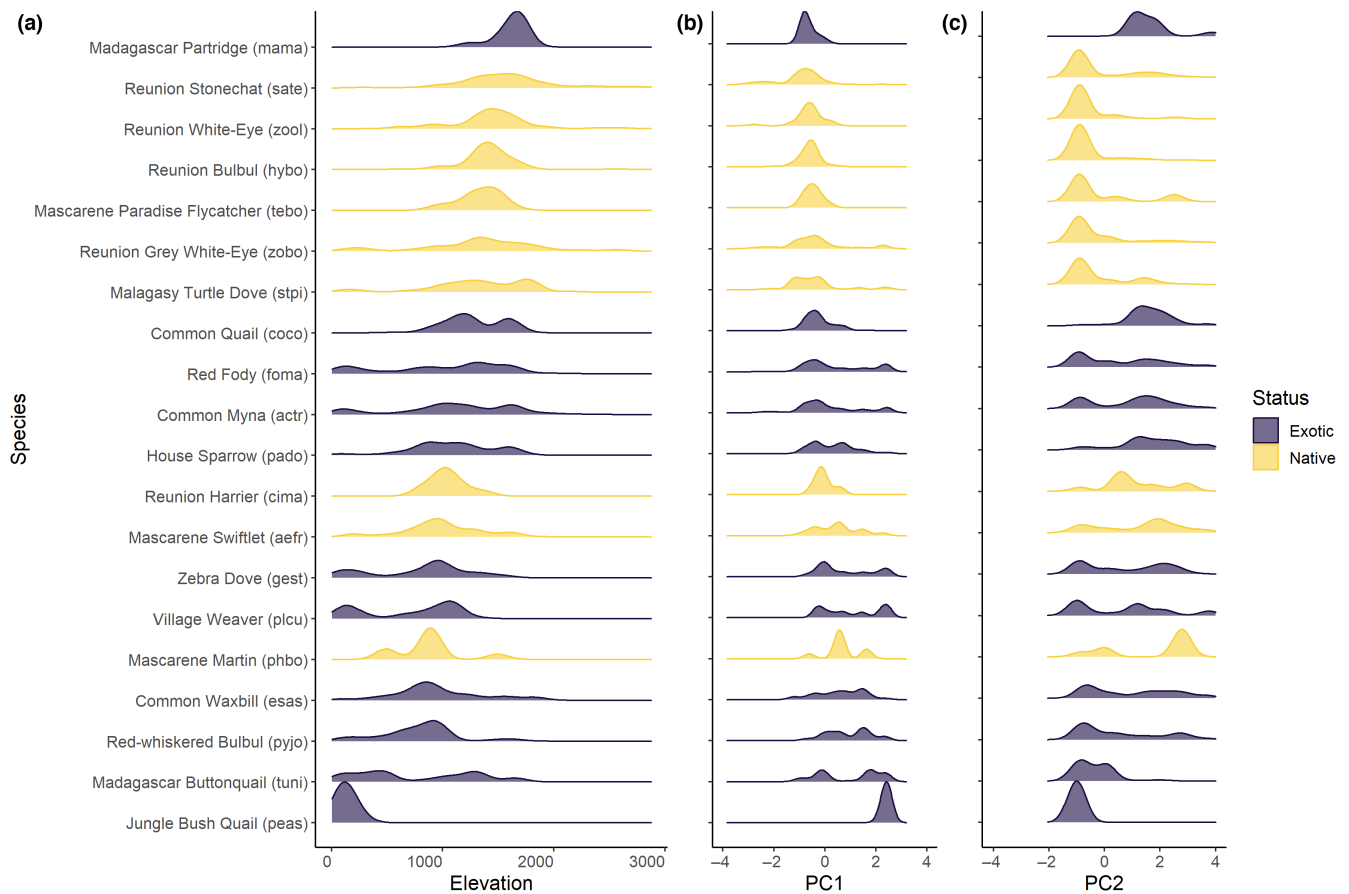 (a)
(b)
(c)
Species
Madagascar Partridge (mama)
Reunion Stonechat (sate)
Reunion White-Eye (zool)
Reunion Bulbul (hybo)
Mascarene Paradise Flycatcher (tebo)
Reunion Grey White-Eye (zobo)
Malagasy Turtle Dove (stpi)
Common Quail (coco)
Red Fody (foma)
Common Myna (actr)
House Sparrow (pado)
Reunion Harrier (cima)
Mascarene Swiftlet (aefr)
Zebra Dove (gest)
Village Weaver (plcu)
Mascarene Martin (phbo)
Common Waxbill (esas)
Red-whiskered Bulbul (pyjo)
Madagascar Buttonquail (tuni)
Jungle Bush Quail (peas)
Status
Exotic
Native
0 1000 2000 3000
−4 −2 0 2 4
−4 −2 0 2 4
Elevation
PC1
PC2